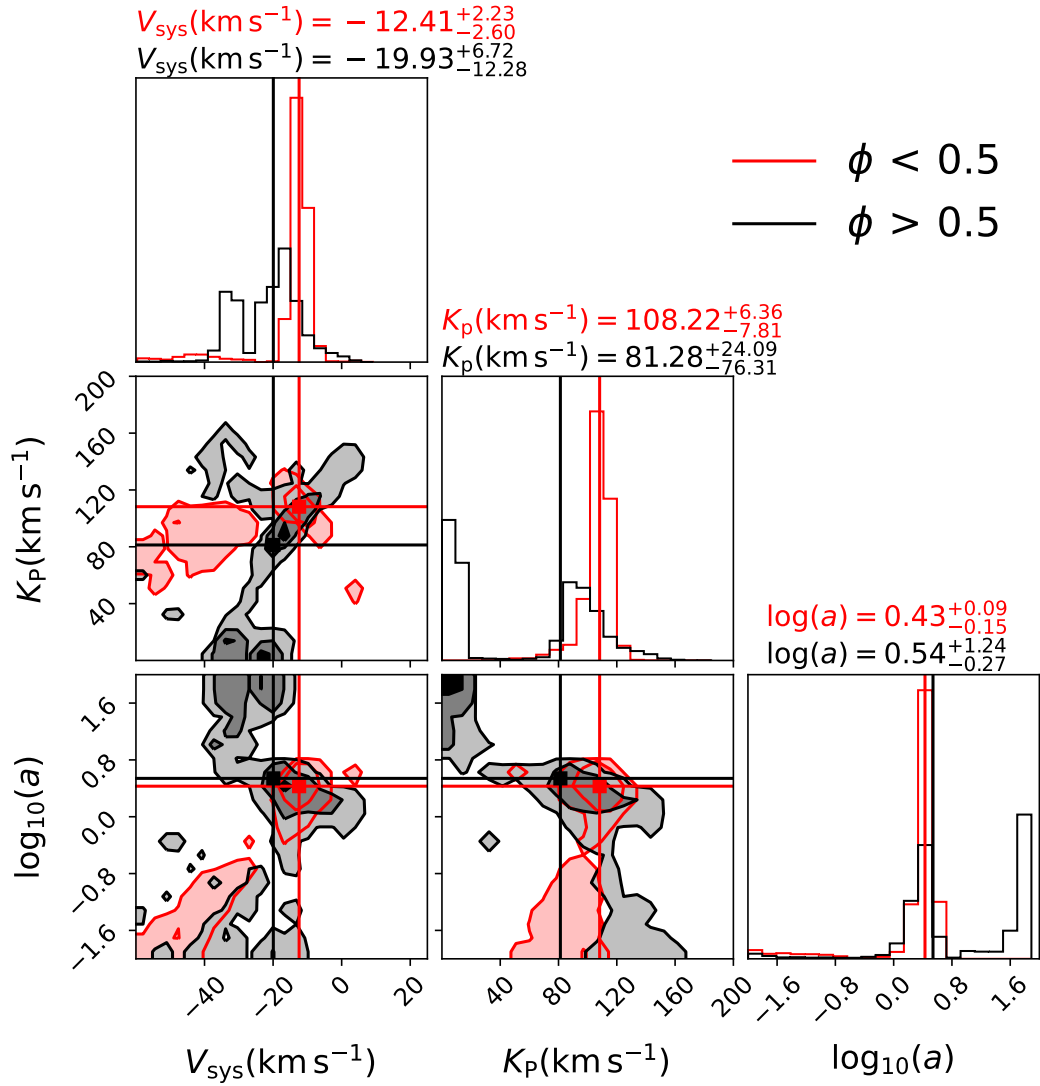 V_sys(km s⁻¹) = −12.41 +2.23 −2.60
V_sys(km s⁻¹) = −19.93 +6.72 −12.28
ϕ < 0.5
ϕ > 0.5
K_p(km s⁻¹) = 108.22 +6.36 −7.81
K_p(km s⁻¹) = 81.28 +24.09 −76.31
200
160
120
80
40
K_P(km s⁻¹)
log(a) = 0.43 +0.09 −0.15
log(a) = 0.54 +1.24 −0.27
1.6
0.8
0.0
−0.8
−1.6
log₁₀(a)
−40 −20 0 20
40 80 120 160 200
−1.6 −0.8 0.0 0.8 1.6
V_sys(km s⁻¹)
K_P(km s⁻¹)
log₁₀(a)